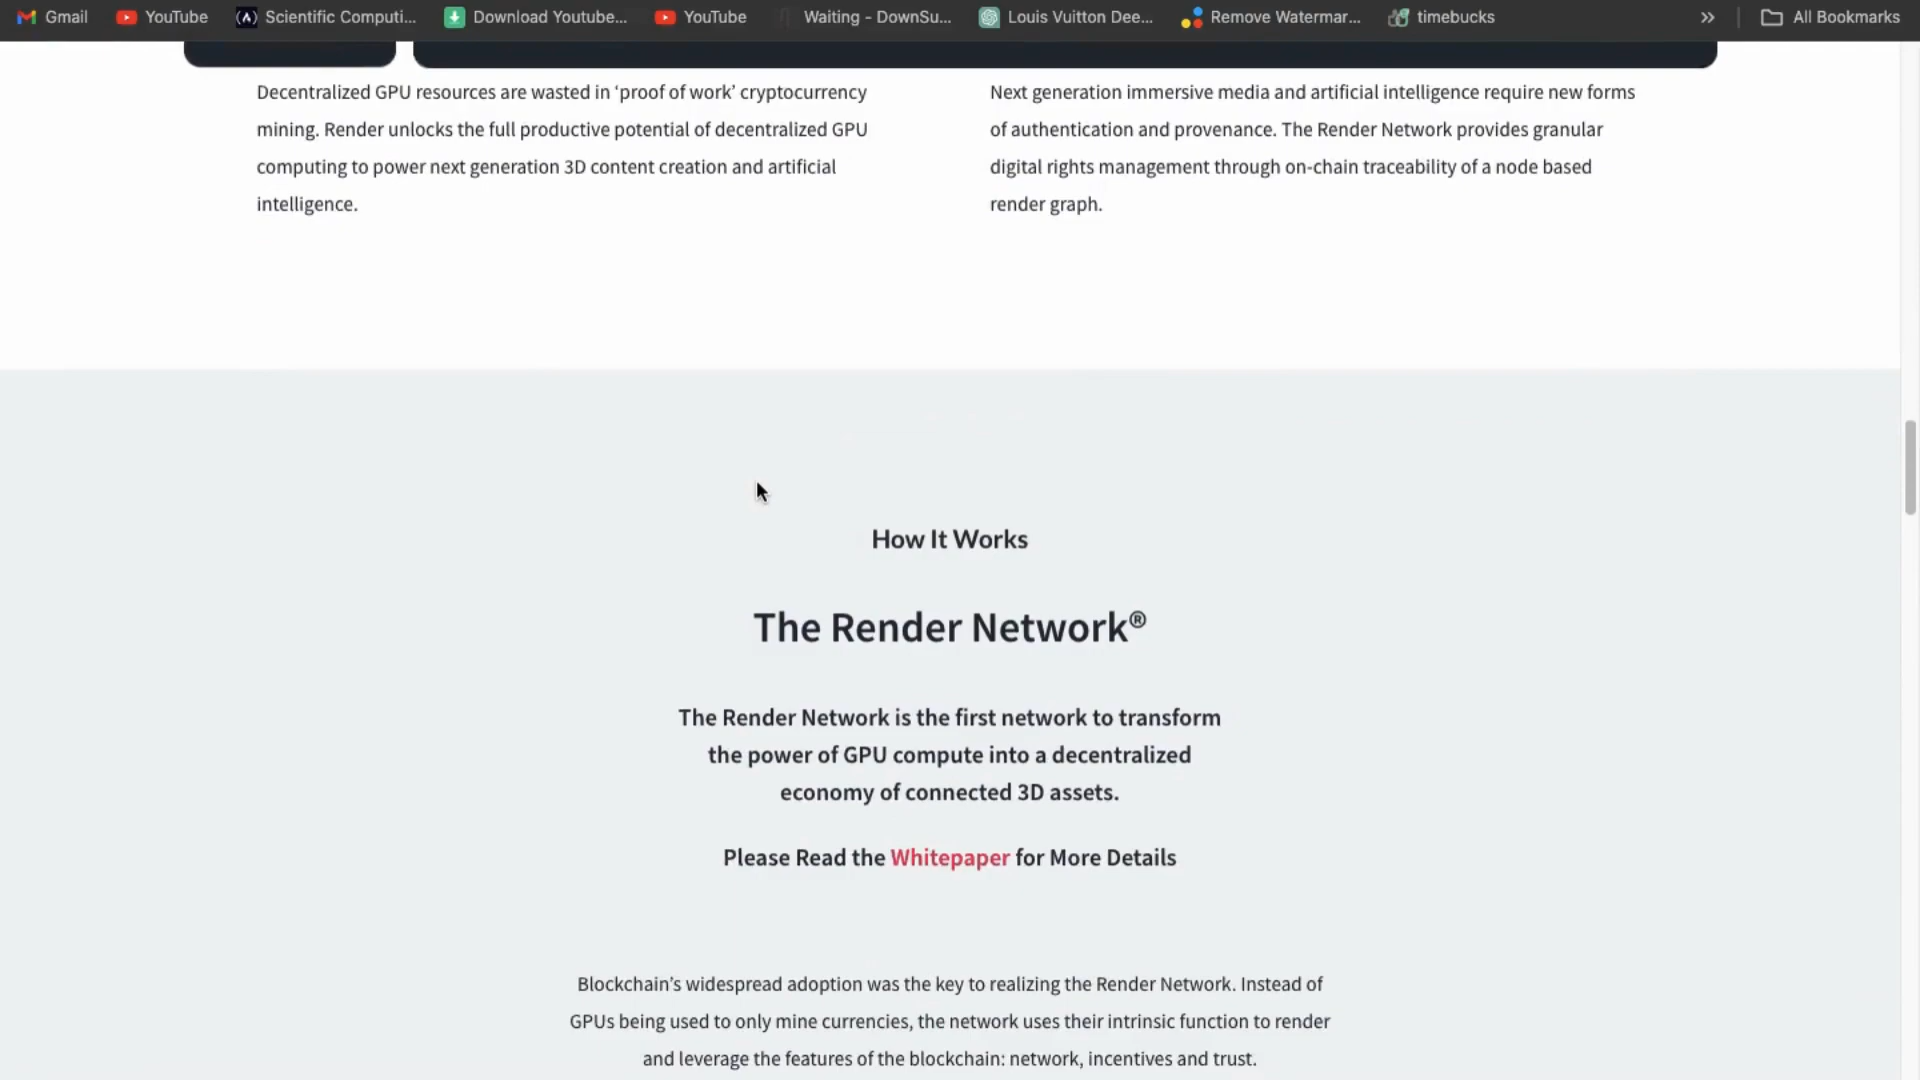 Gmail YouTube Scientific Computi... Download Youtube... YouTube Waiting - DownSu... Louis Vuitton Dee... Remove Watermar... timebucks » All Bookmarks
Decentralized GPU resources are wasted in ‘proof of work’ cryptocurrency
mining. Render unlocks the full productive potential of decentralized GPU
computing to power next generation 3D content creation and artificial
intelligence.
Next generation immersive media and artificial intelligence require new forms
of authentication and provenance. The Render Network provides granular
digital rights management through on-chain traceability of a node based
render graph.
How It Works
The Render Network®
The Render Network is the first network to transform
the power of GPU compute into a decentralized
economy of connected 3D assets.
Please Read the Whitepaper for More Details
Blockchain’s widespread adoption was the key to realizing the Render Network. Instead of
GPUs being used to only mine currencies, the network uses their intrinsic function to render
and leverage the features of the blockchain: network, incentives and trust.